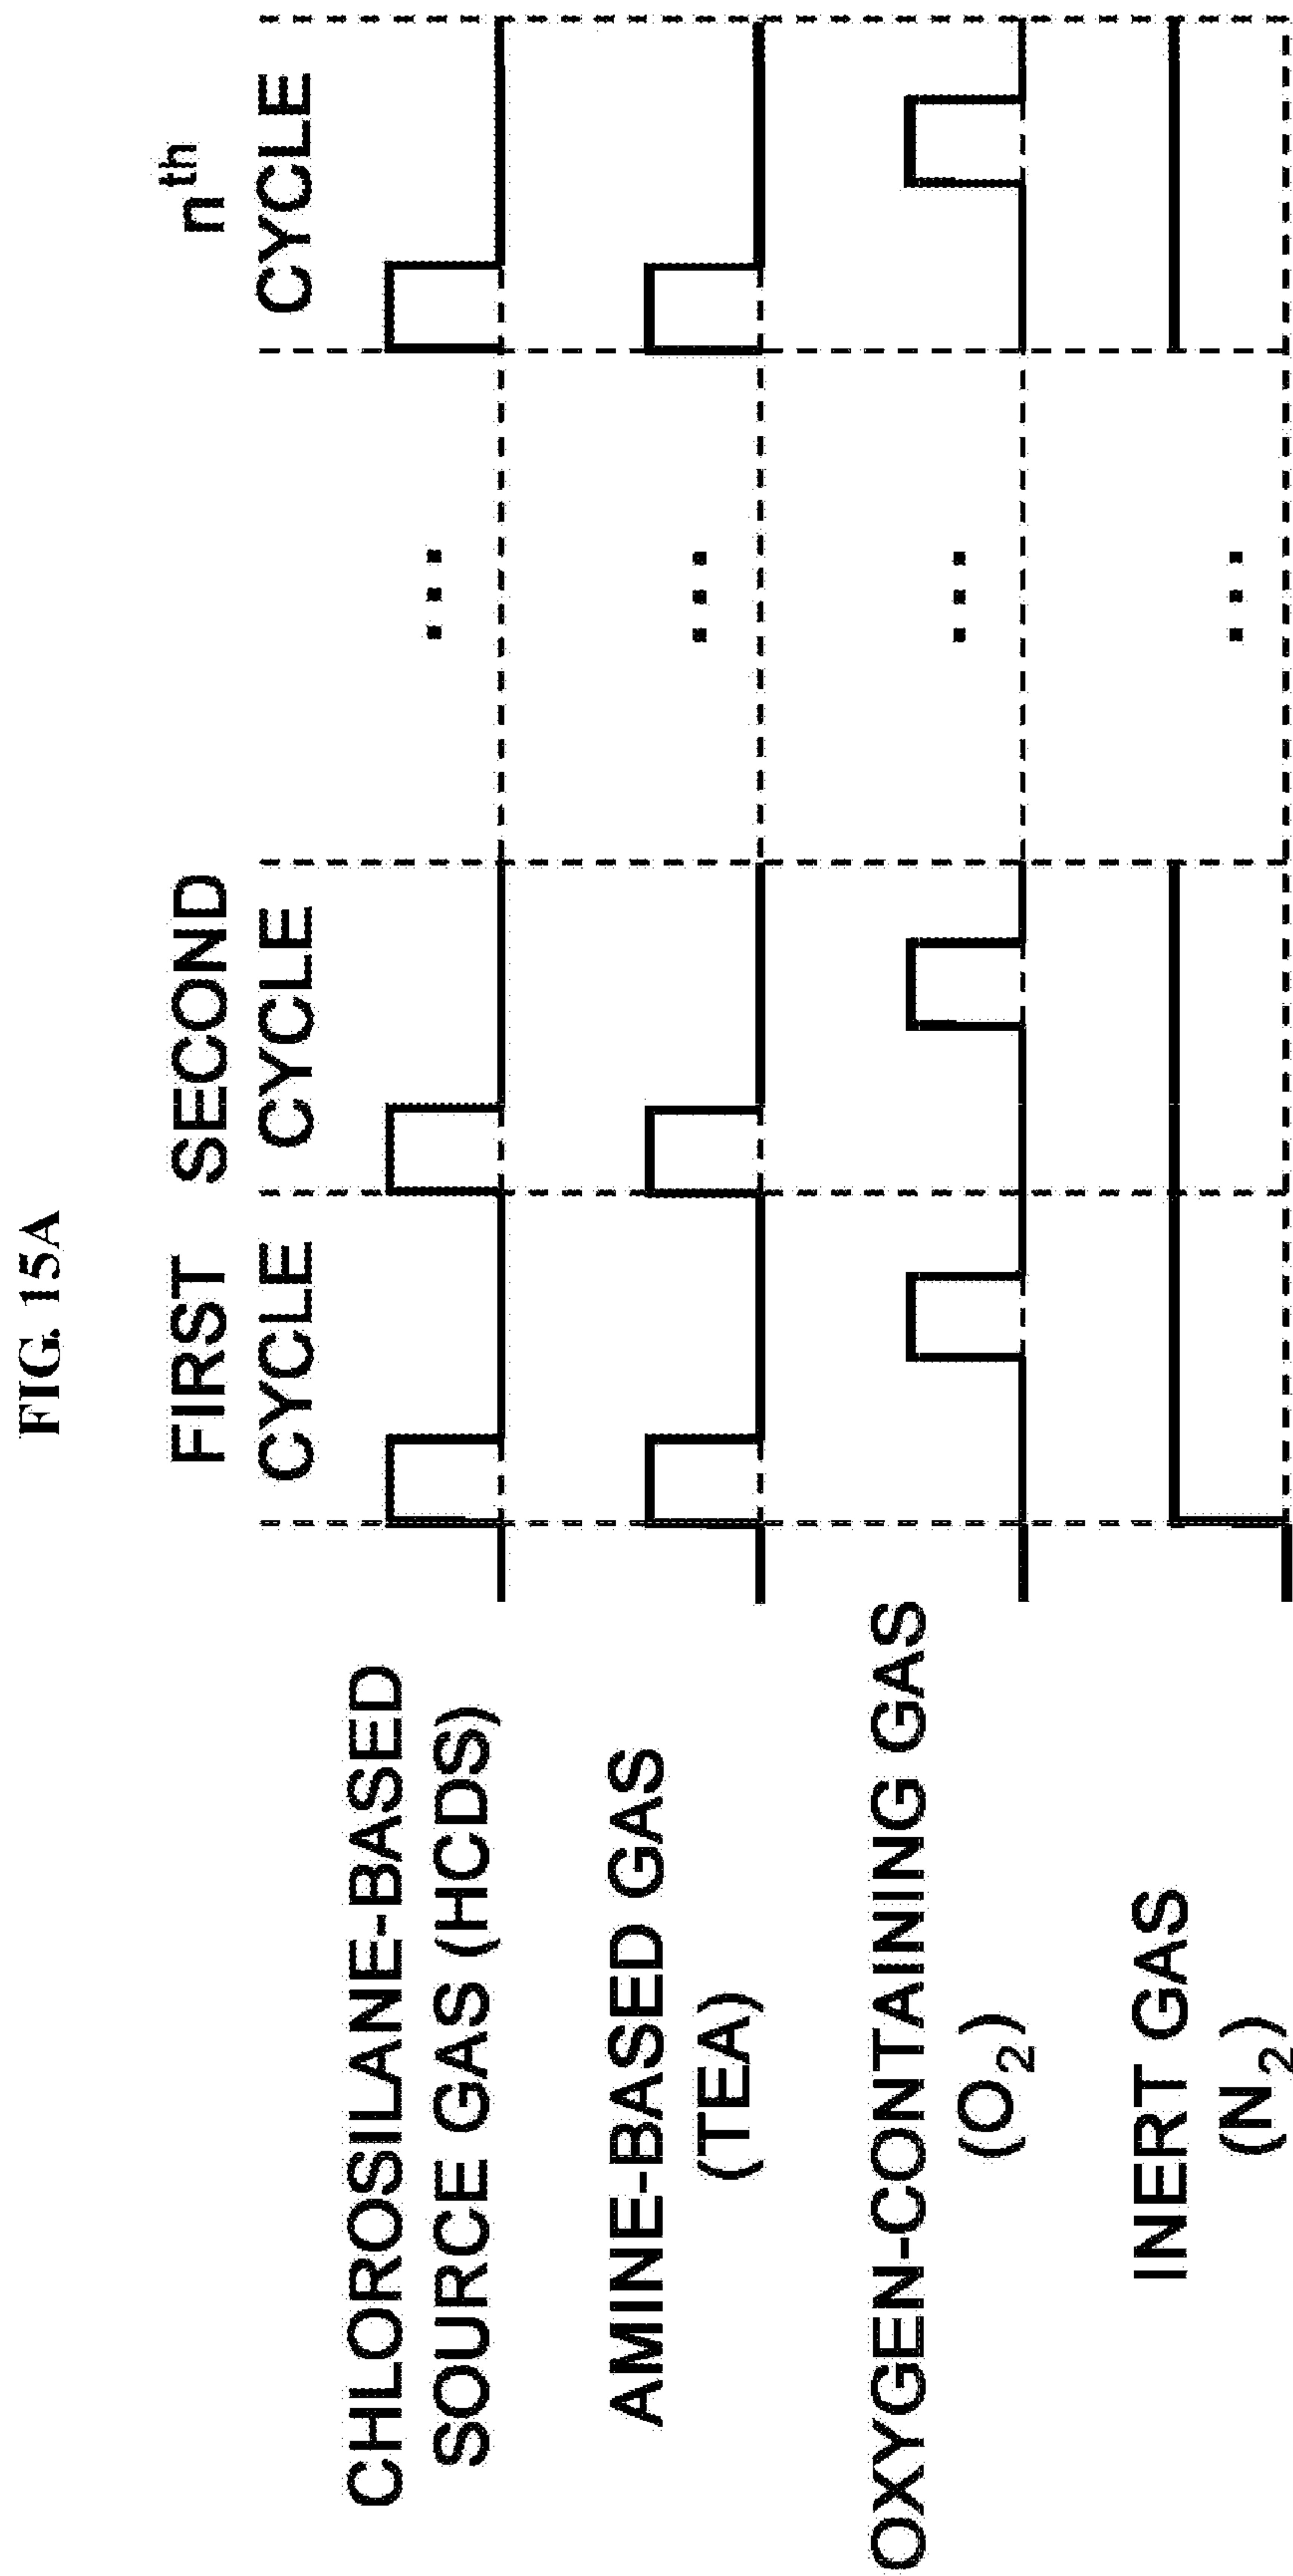 FIG. 15A
FIRST CYCLE
SECOND CYCLE
nth CYCLE
CHLOROSILANE-BASED
SOURCE GAS (HCDS)
AMINE-BASED GAS
(TEA)
OXYGEN-CONTAINING GAS
(O2)
INERT GAS
(N2)